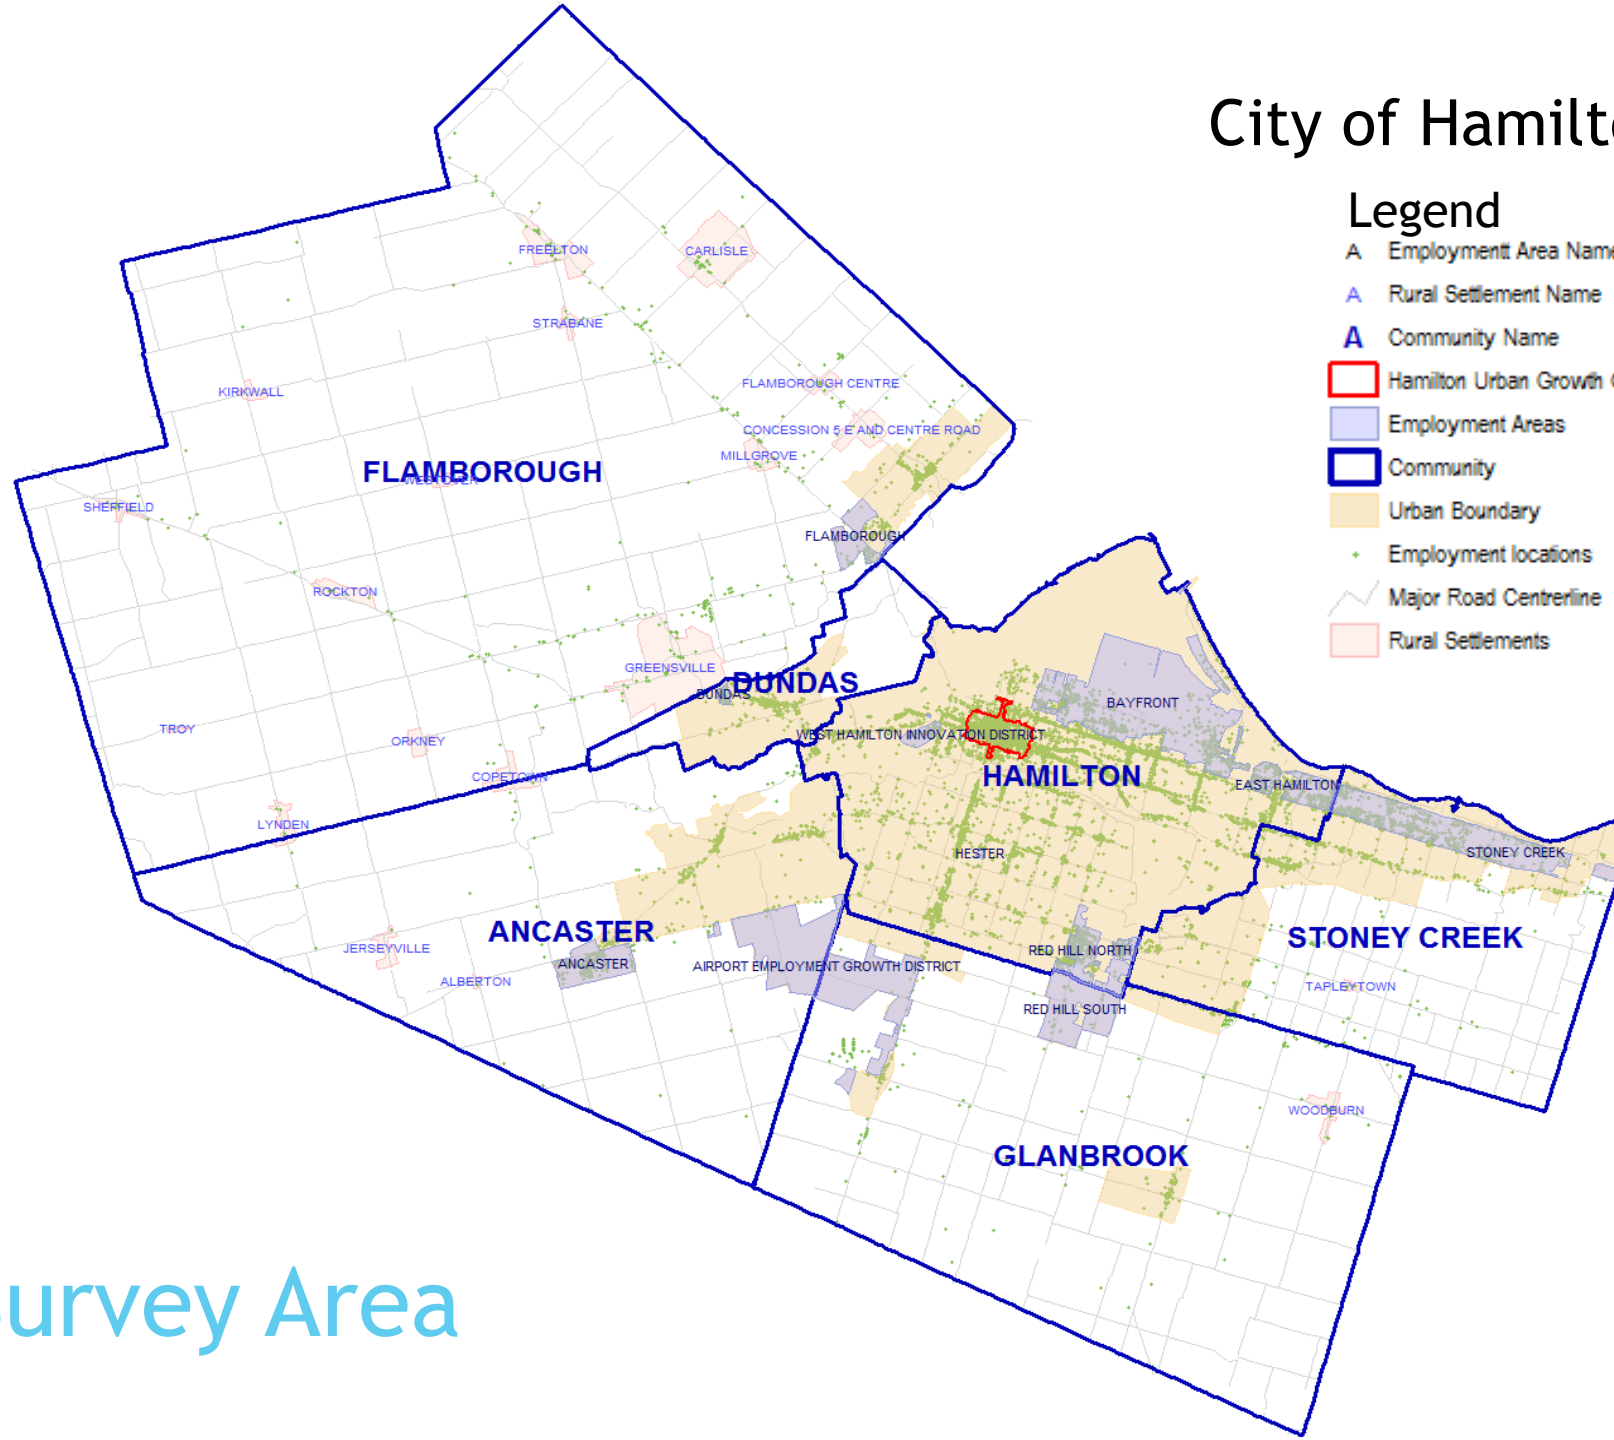 City of Hamilt
Legend
A Employmentt Area Name
A Rural Settlement Name
A Community Name
Hamilton Urban Growth
Employment Areas
Community
Urban Boundary
Employment locations
Major Road Centrerline
Rural Settlements
FREELTON
CARLISLE
STRABANE
KIRKWALL
FLAMBOROUGH CENTRE
CONCESSION 5 E AND CENTRE ROAD
MILLGROVE
FLAMBOROUGH
WESTOVER
SHEFFIELD
FLAMBOROUGH
ROCKTON
GREENSVILLE
DUNDAS
DUNDAS
BAYFRONT
TROY
ORKNEY
WEST HAMILTON INNOVATION DISTRICT
COPETOWN
HAMILTON
EAST HAMILTON
LYNDEN
HESTER
STONEY CREEK
ANCASTER
STONEY CREEK
JERSEYVILLE
ANCASTER
AIRPORT EMPLOYMENT GROWTH DISTRICT
RED HILL NORTH
ALBERTON
TAPLEYTOWN
RED HILL SOUTH
WOODBURN
GLANBROOK
urvey Area